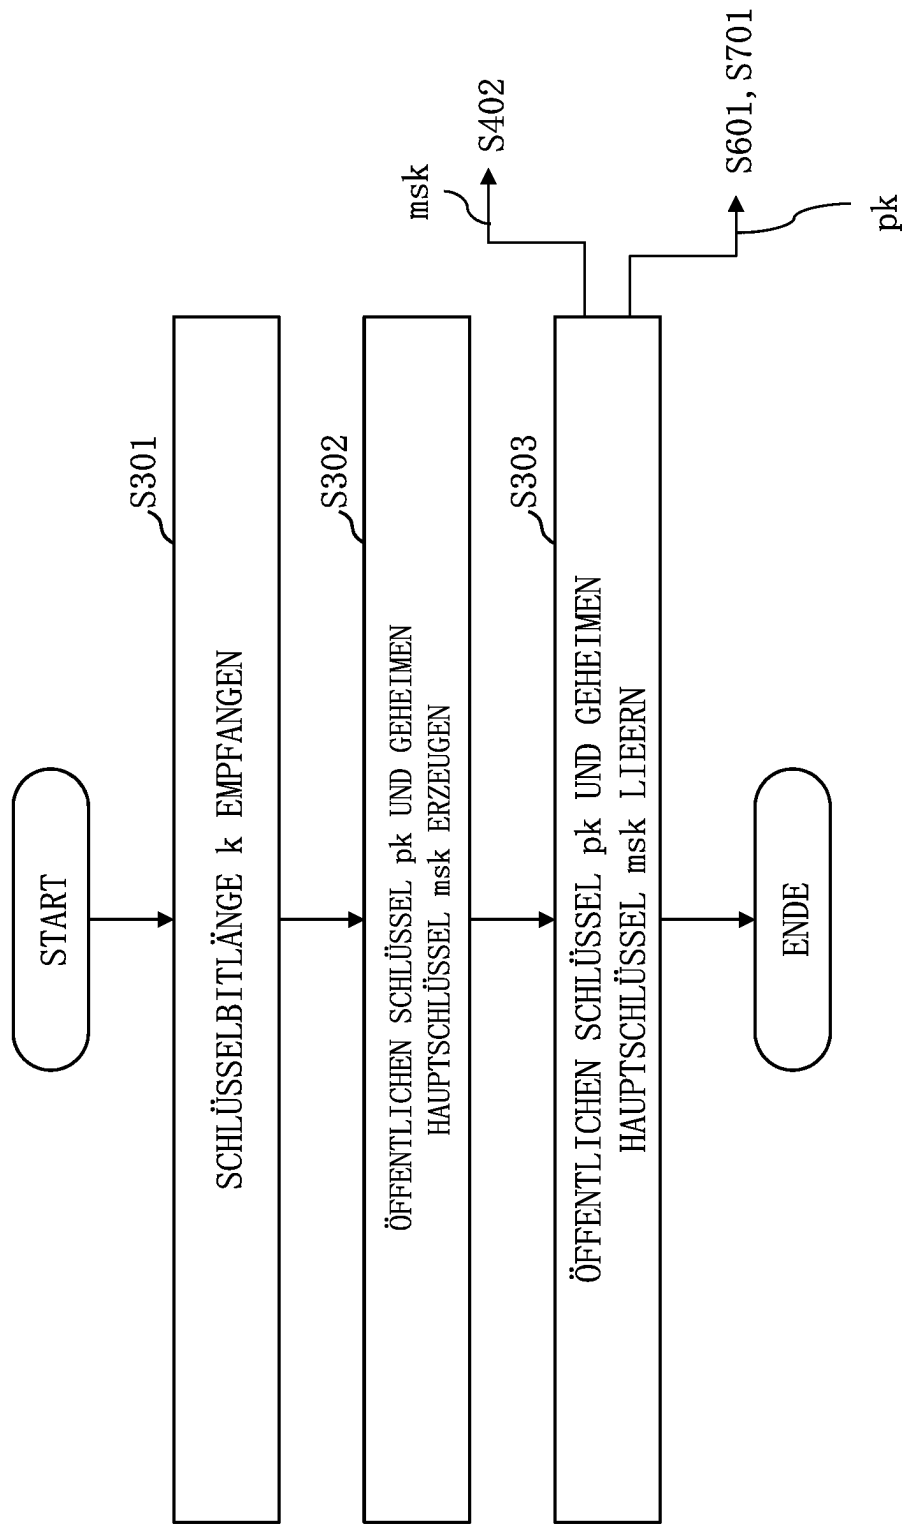 START
S301
SCHLÜSSELBITLÄNGE k EMPFANGEN
S302
ÖFFENTLICHEN SCHLÜSSEL pk UND GEHEIMEN
HAUPTSCHLÜSSEL msk ERZEUGEN
S303
ÖFFENTLICHEN SCHLÜSSEL pk UND GEHEIMEN
HAUPTSCHLÜSSEL msk LIEERN
msk
S402
S601, S701
pk
ENDE